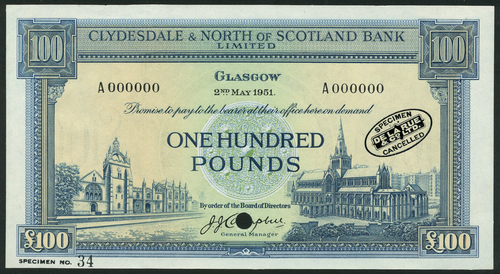 100 CLYDESDALE & NORTH OF SCOTLAND BANK 100
LIMITED
GLASGOW
A 000000 2ND MAY 1951. A 000000
Promise to pay to the bearer at their office here on demand
ONE HUNDRED
POUNDS
SPECIMEN
DE LA RUE
& CO. LTD.
CANCELLED
By order of the Board of Directors
General Manager
£100 £100
SPECIMEN NO. 34